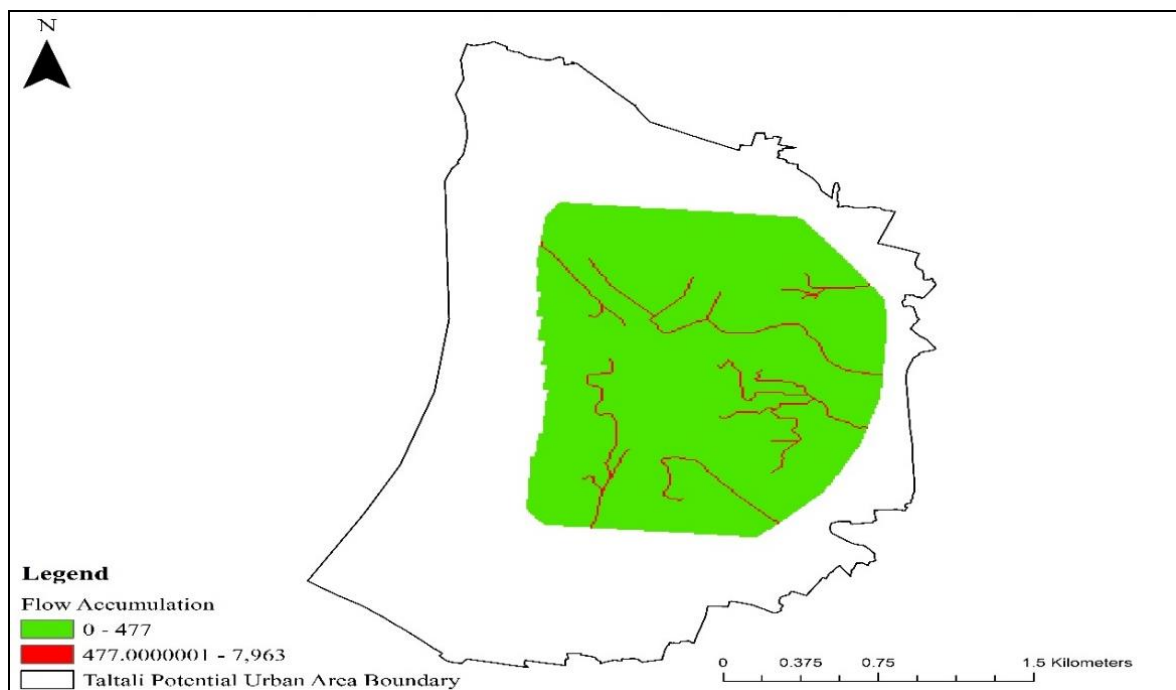 N
Legend
Flow Accumulation
0 - 477
477.0000001 - 7,963
Taltali Potential Urban Area Boundary
0 0.375 0.75 1.5 Kilometers